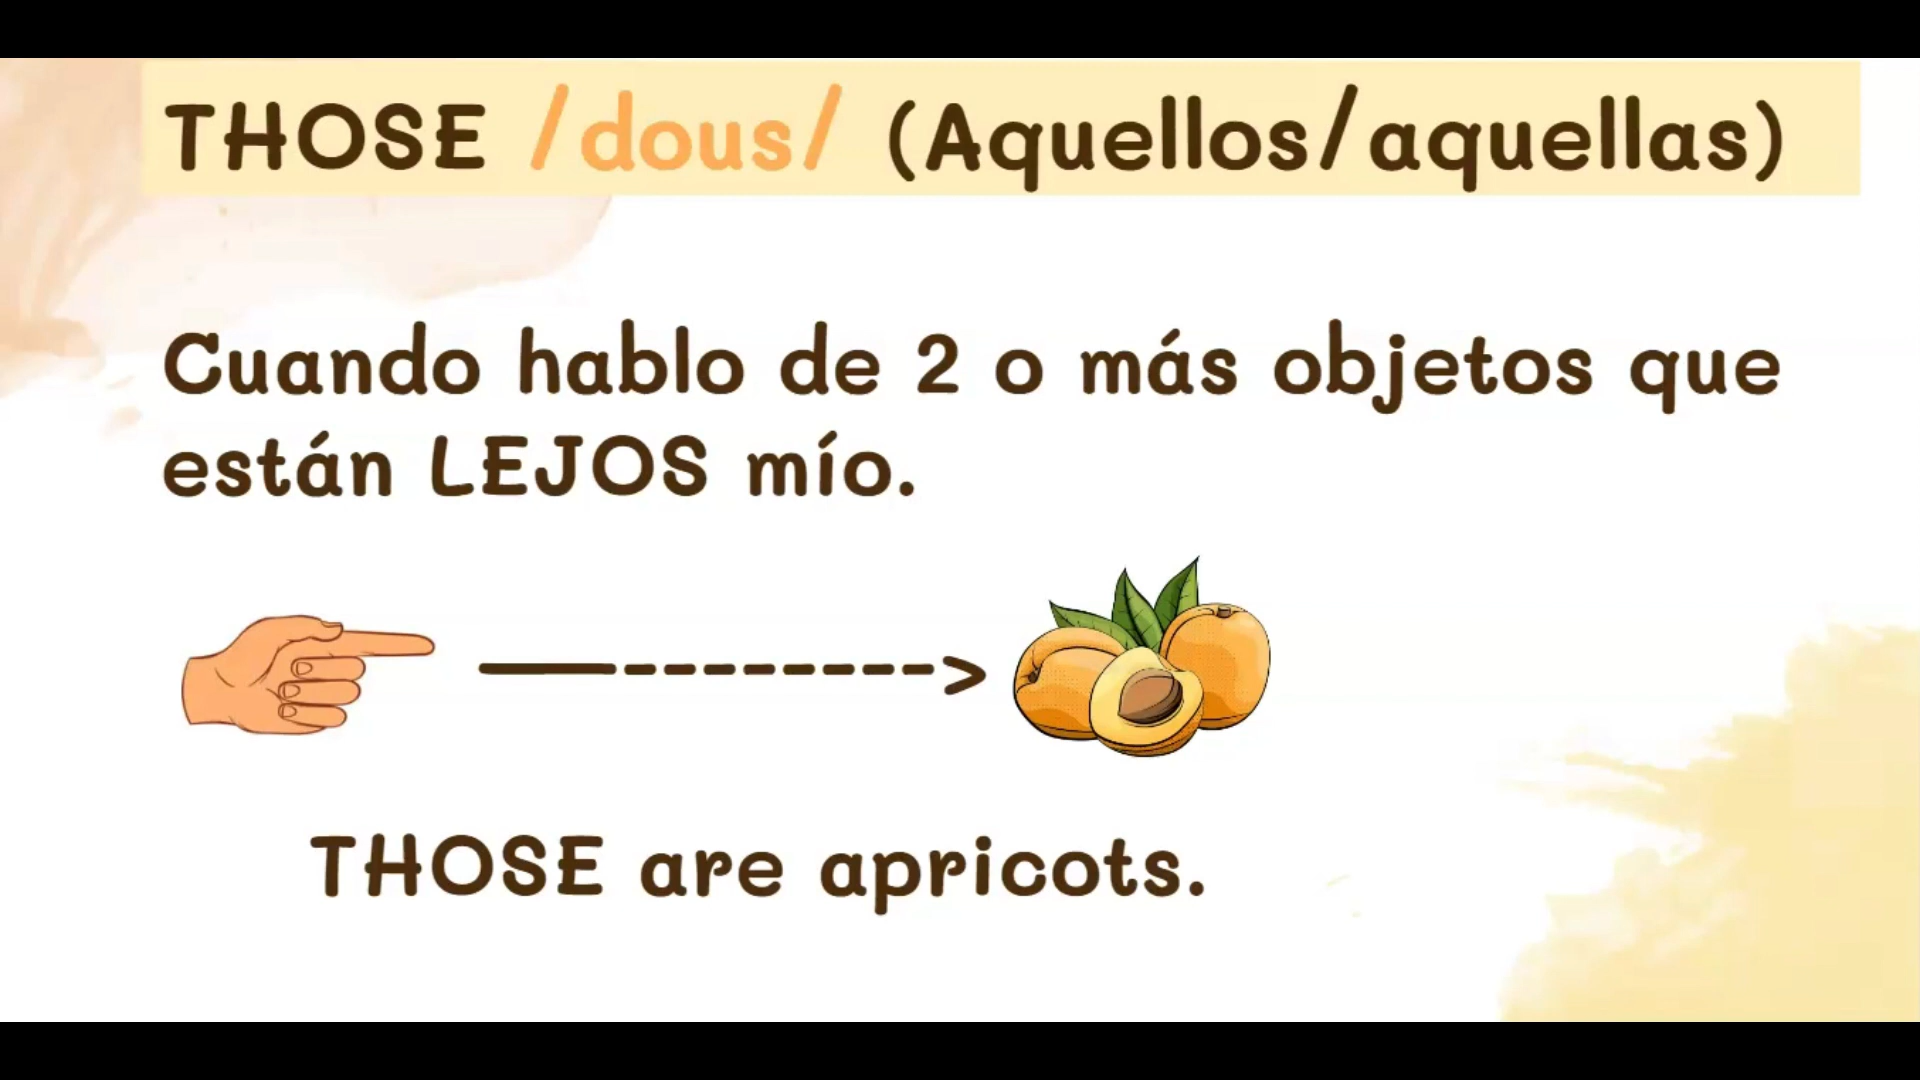 THOSE /dous/ (Aquellos/aquellas)
Cuando hablo de 2 o más objetos que
están LEJOS mío.
THOSE are apricots.